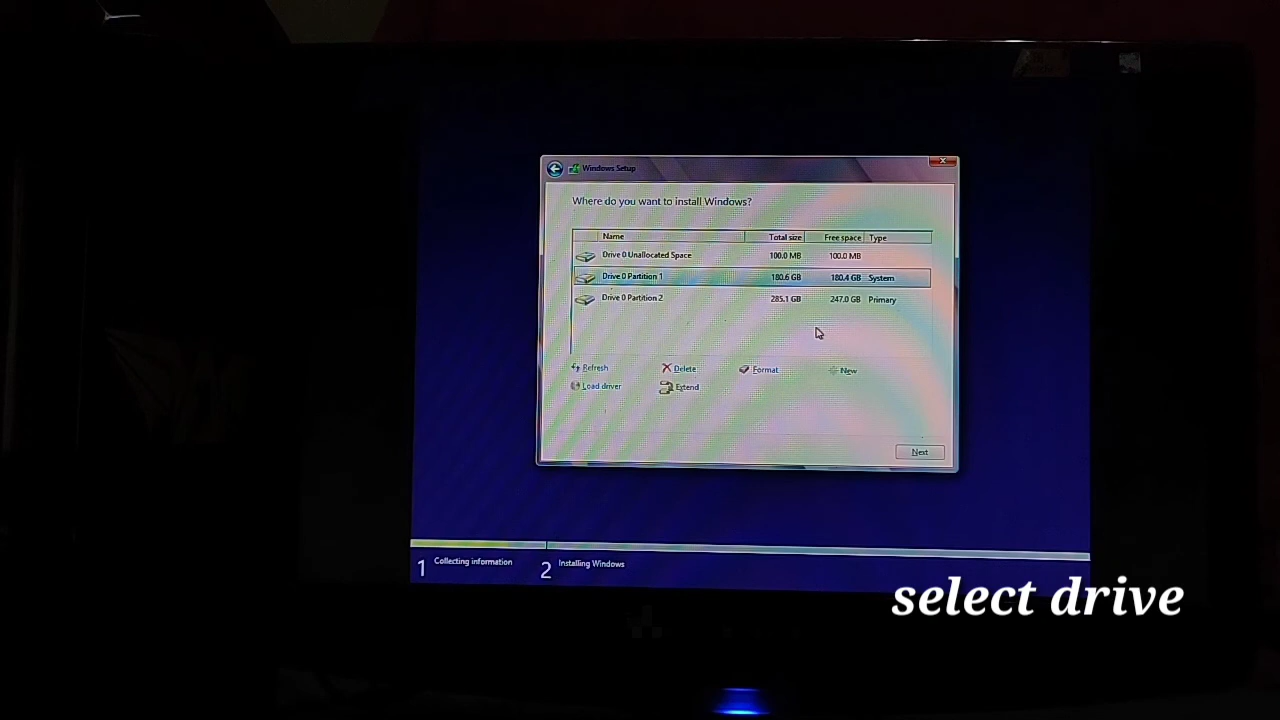 Windows Setup
Where do you want to install Windows?
Name Total size Free space Type
Drive 0 Unallocated Space 100.0 MB 100.0 MB
Drive 0 Partition 1 180.6 GB 180.4 GB System
Drive 0 Partition 2 285.1 GB 247.0 GB Primary
Refresh Delete Format New
Load driver Extend
Next
1 Collecting information 2 Installing Windows
select drive